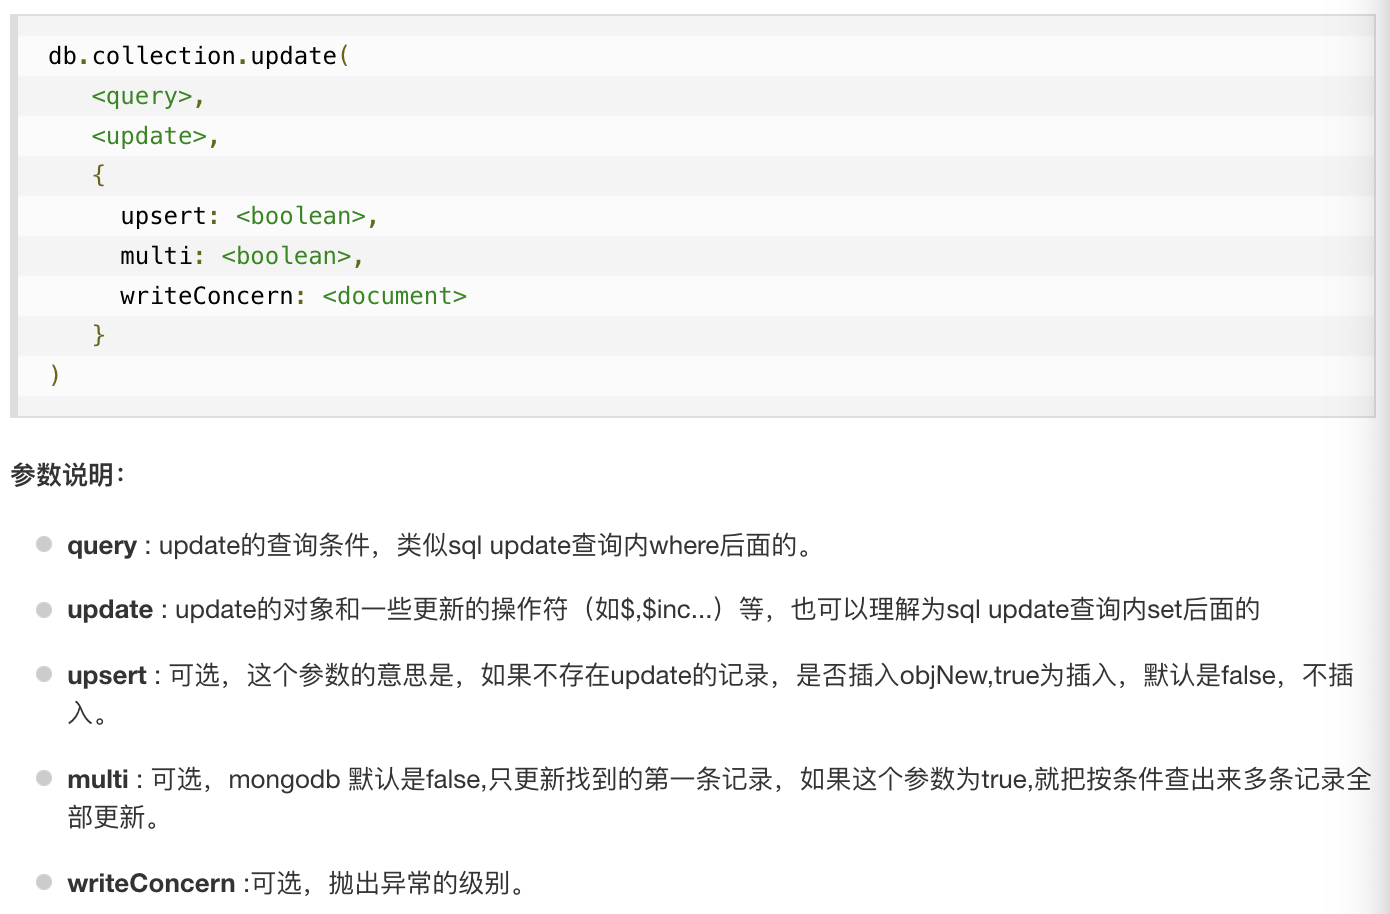 db.collection.update(
<query>,
<update>,
{
upsert: <boolean>,
multi: <boolean>,
writeConcern: <document>
}
)
参数说明：
query : update的查询条件，类似sql update查询内where后面的。
update : update的对象和一些更新的操作符（如$,$inc...）等，也可以理解为sql update查询内set后面的
upsert : 可选，这个参数的意思是，如果不存在update的记录，是否插入objNew,true为插入，默认是false，不插
入。
multi : 可选，mongodb 默认是false,只更新找到的第一条记录，如果这个参数为true,就把按条件查出来多条记录全
部更新。
writeConcern :可选，抛出异常的级别。